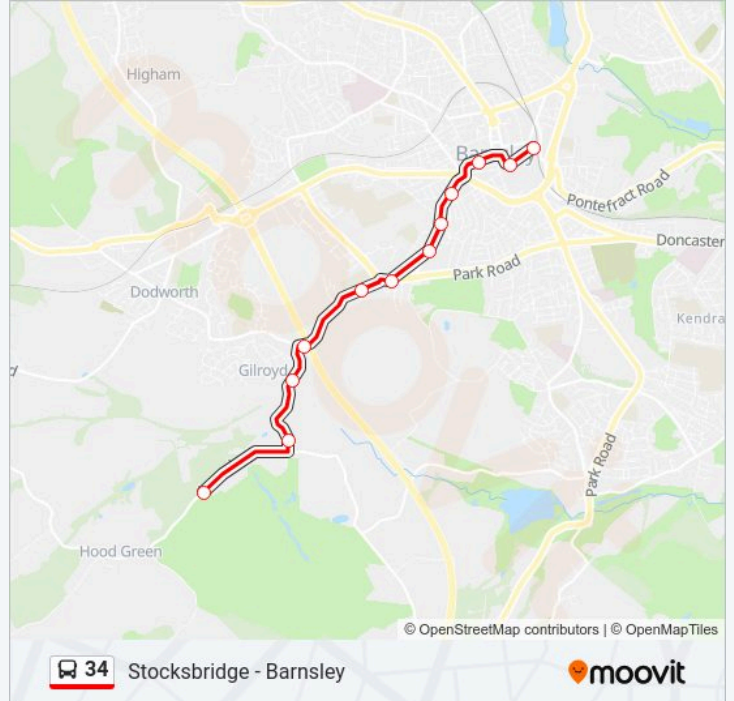 Higham
Barnsley
Pontefract Road
Doncaster
Park Road
Dodworth
Kendra
Gilroyd
Park Road
Hood Green
© OpenStreetMap contributors | © OpenMapTiles
34 Stocksbridge - Barnsley
moovit